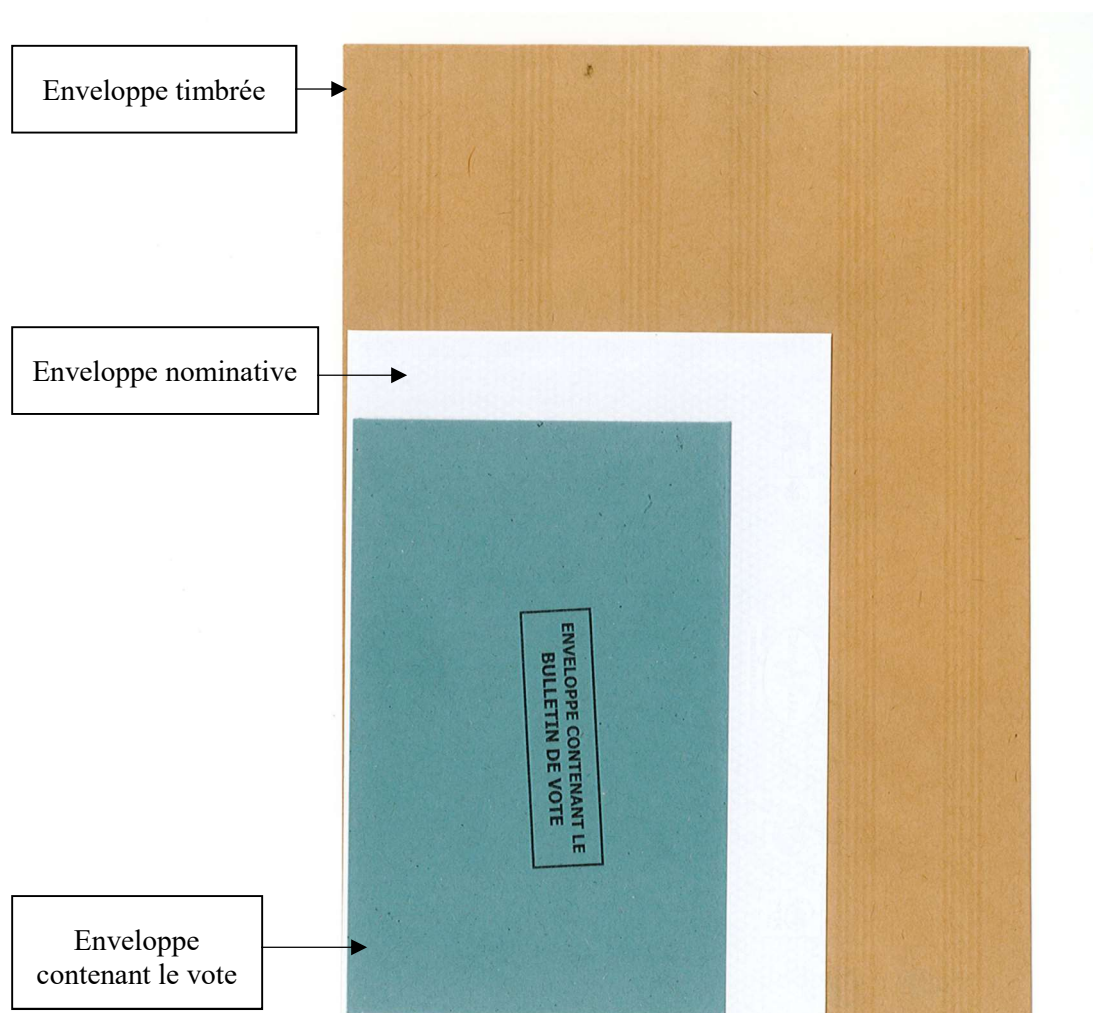 Enveloppe timbrée
Enveloppe nominative
ENVELOPPE CONTENANT LE
BULLETIN DE VOTE
Enveloppe
contenant le vote